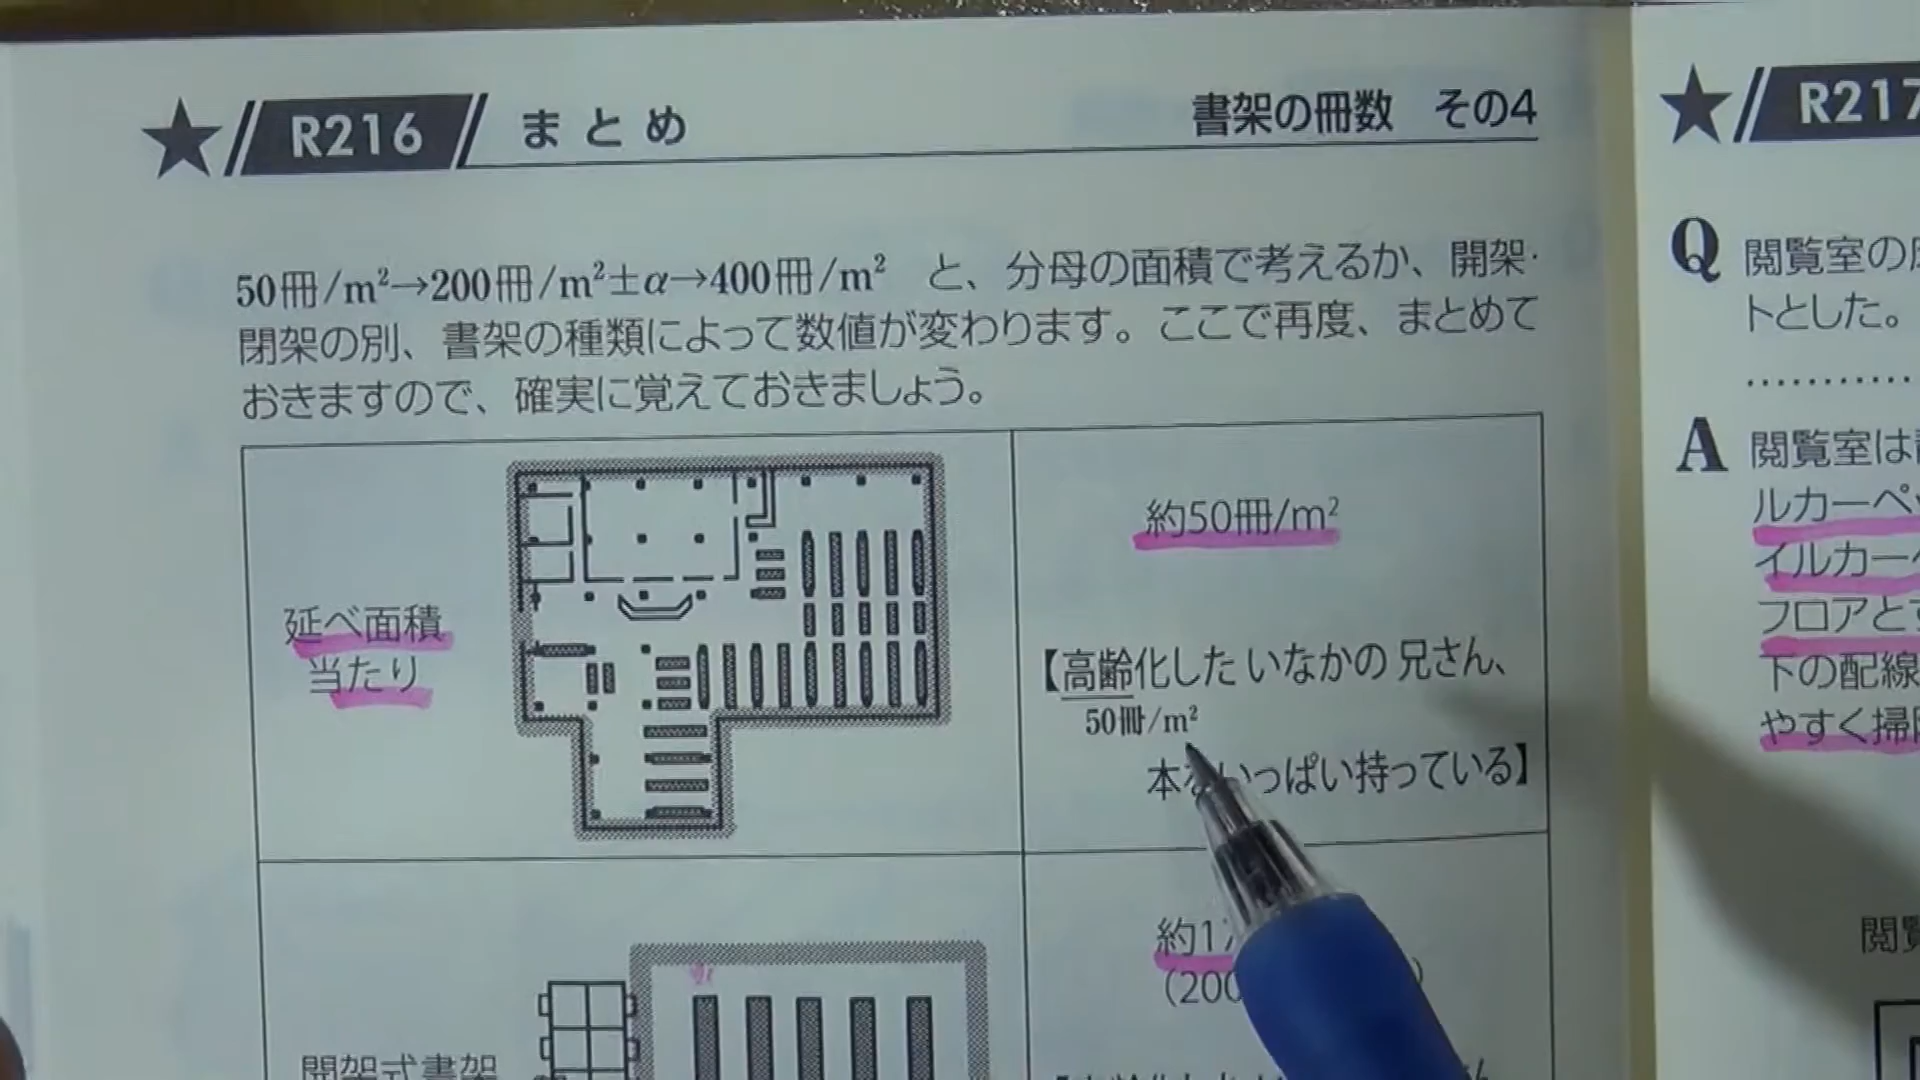 R216 まとめ 書架の冊数 その4
50冊/m²→200冊/m²±α→400冊/m² と、分母の面積で考えるか、開架・
閉架の別、書架の種類によって数値が変わります。ここで再度、まとめて
おきますので、確実に覚えておきましょう。
延べ面積
当たり
約50冊/m²
【高齢化した いなかの 兄さん、
50冊/m²
本を いっぱい持っている】
開架式書架
約17
(200
R217
Q 閲覧室の
トとした。
A 閲覧室は
ルカーペ
イルカー
フロアと
下の配線
やすく掃
閲